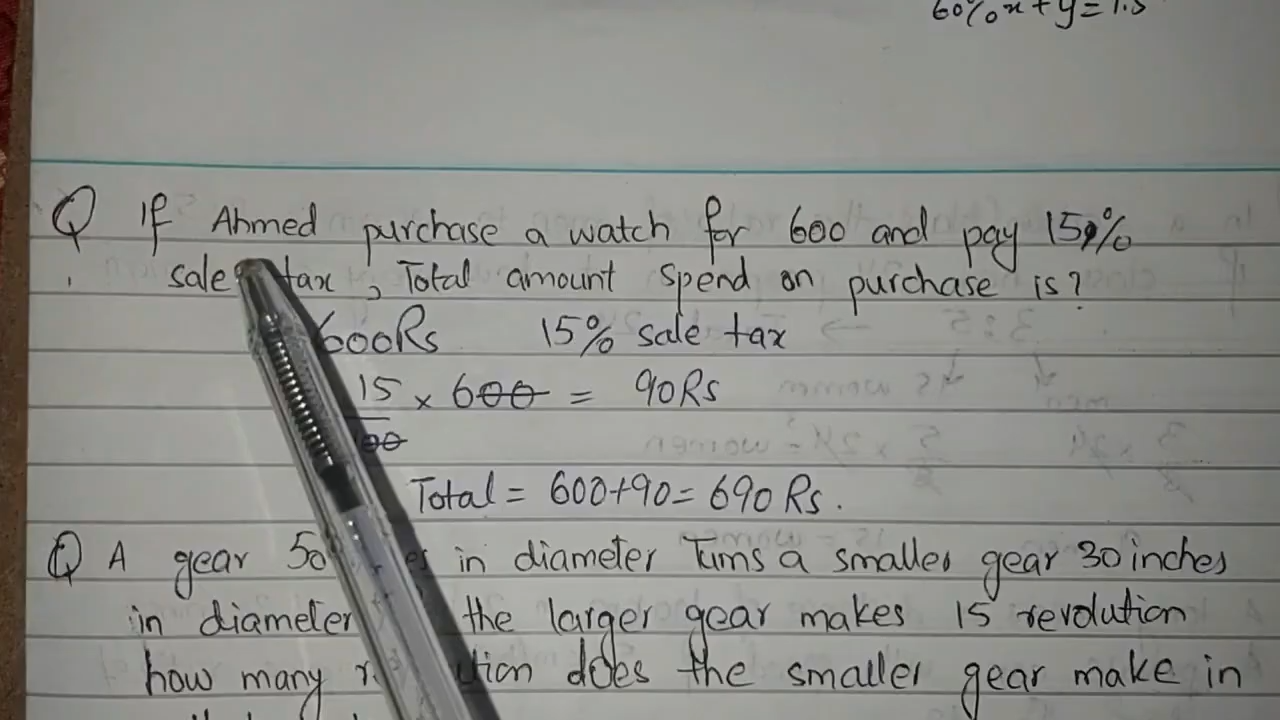 60% x + y = 1.5
Q If Ahmed purchase a watch for 600 and pay 15%
sale tax, Total amount spend on purchase is?
600Rs 15% sale tax
15 × 600 = 90Rs
00
Total = 600+90 = 690 Rs.
Q A gear 50 in diameter Turns a smaller gear 30 inches
in diameter the larger gear makes 15 revolution
how many does the smaller gear make in